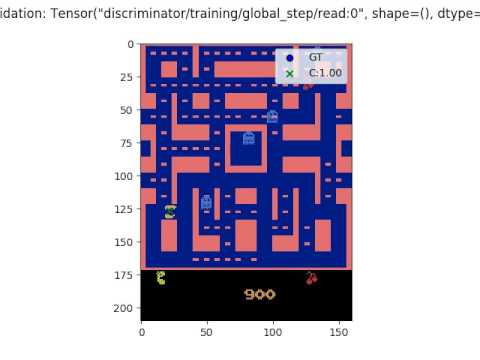 idation: Tensor("discriminator/training/global_step/read:0", shape=(), dtype=
0
GT
C:1.00
25
50
75
100
125
150
175
200
900
0 50 100 150